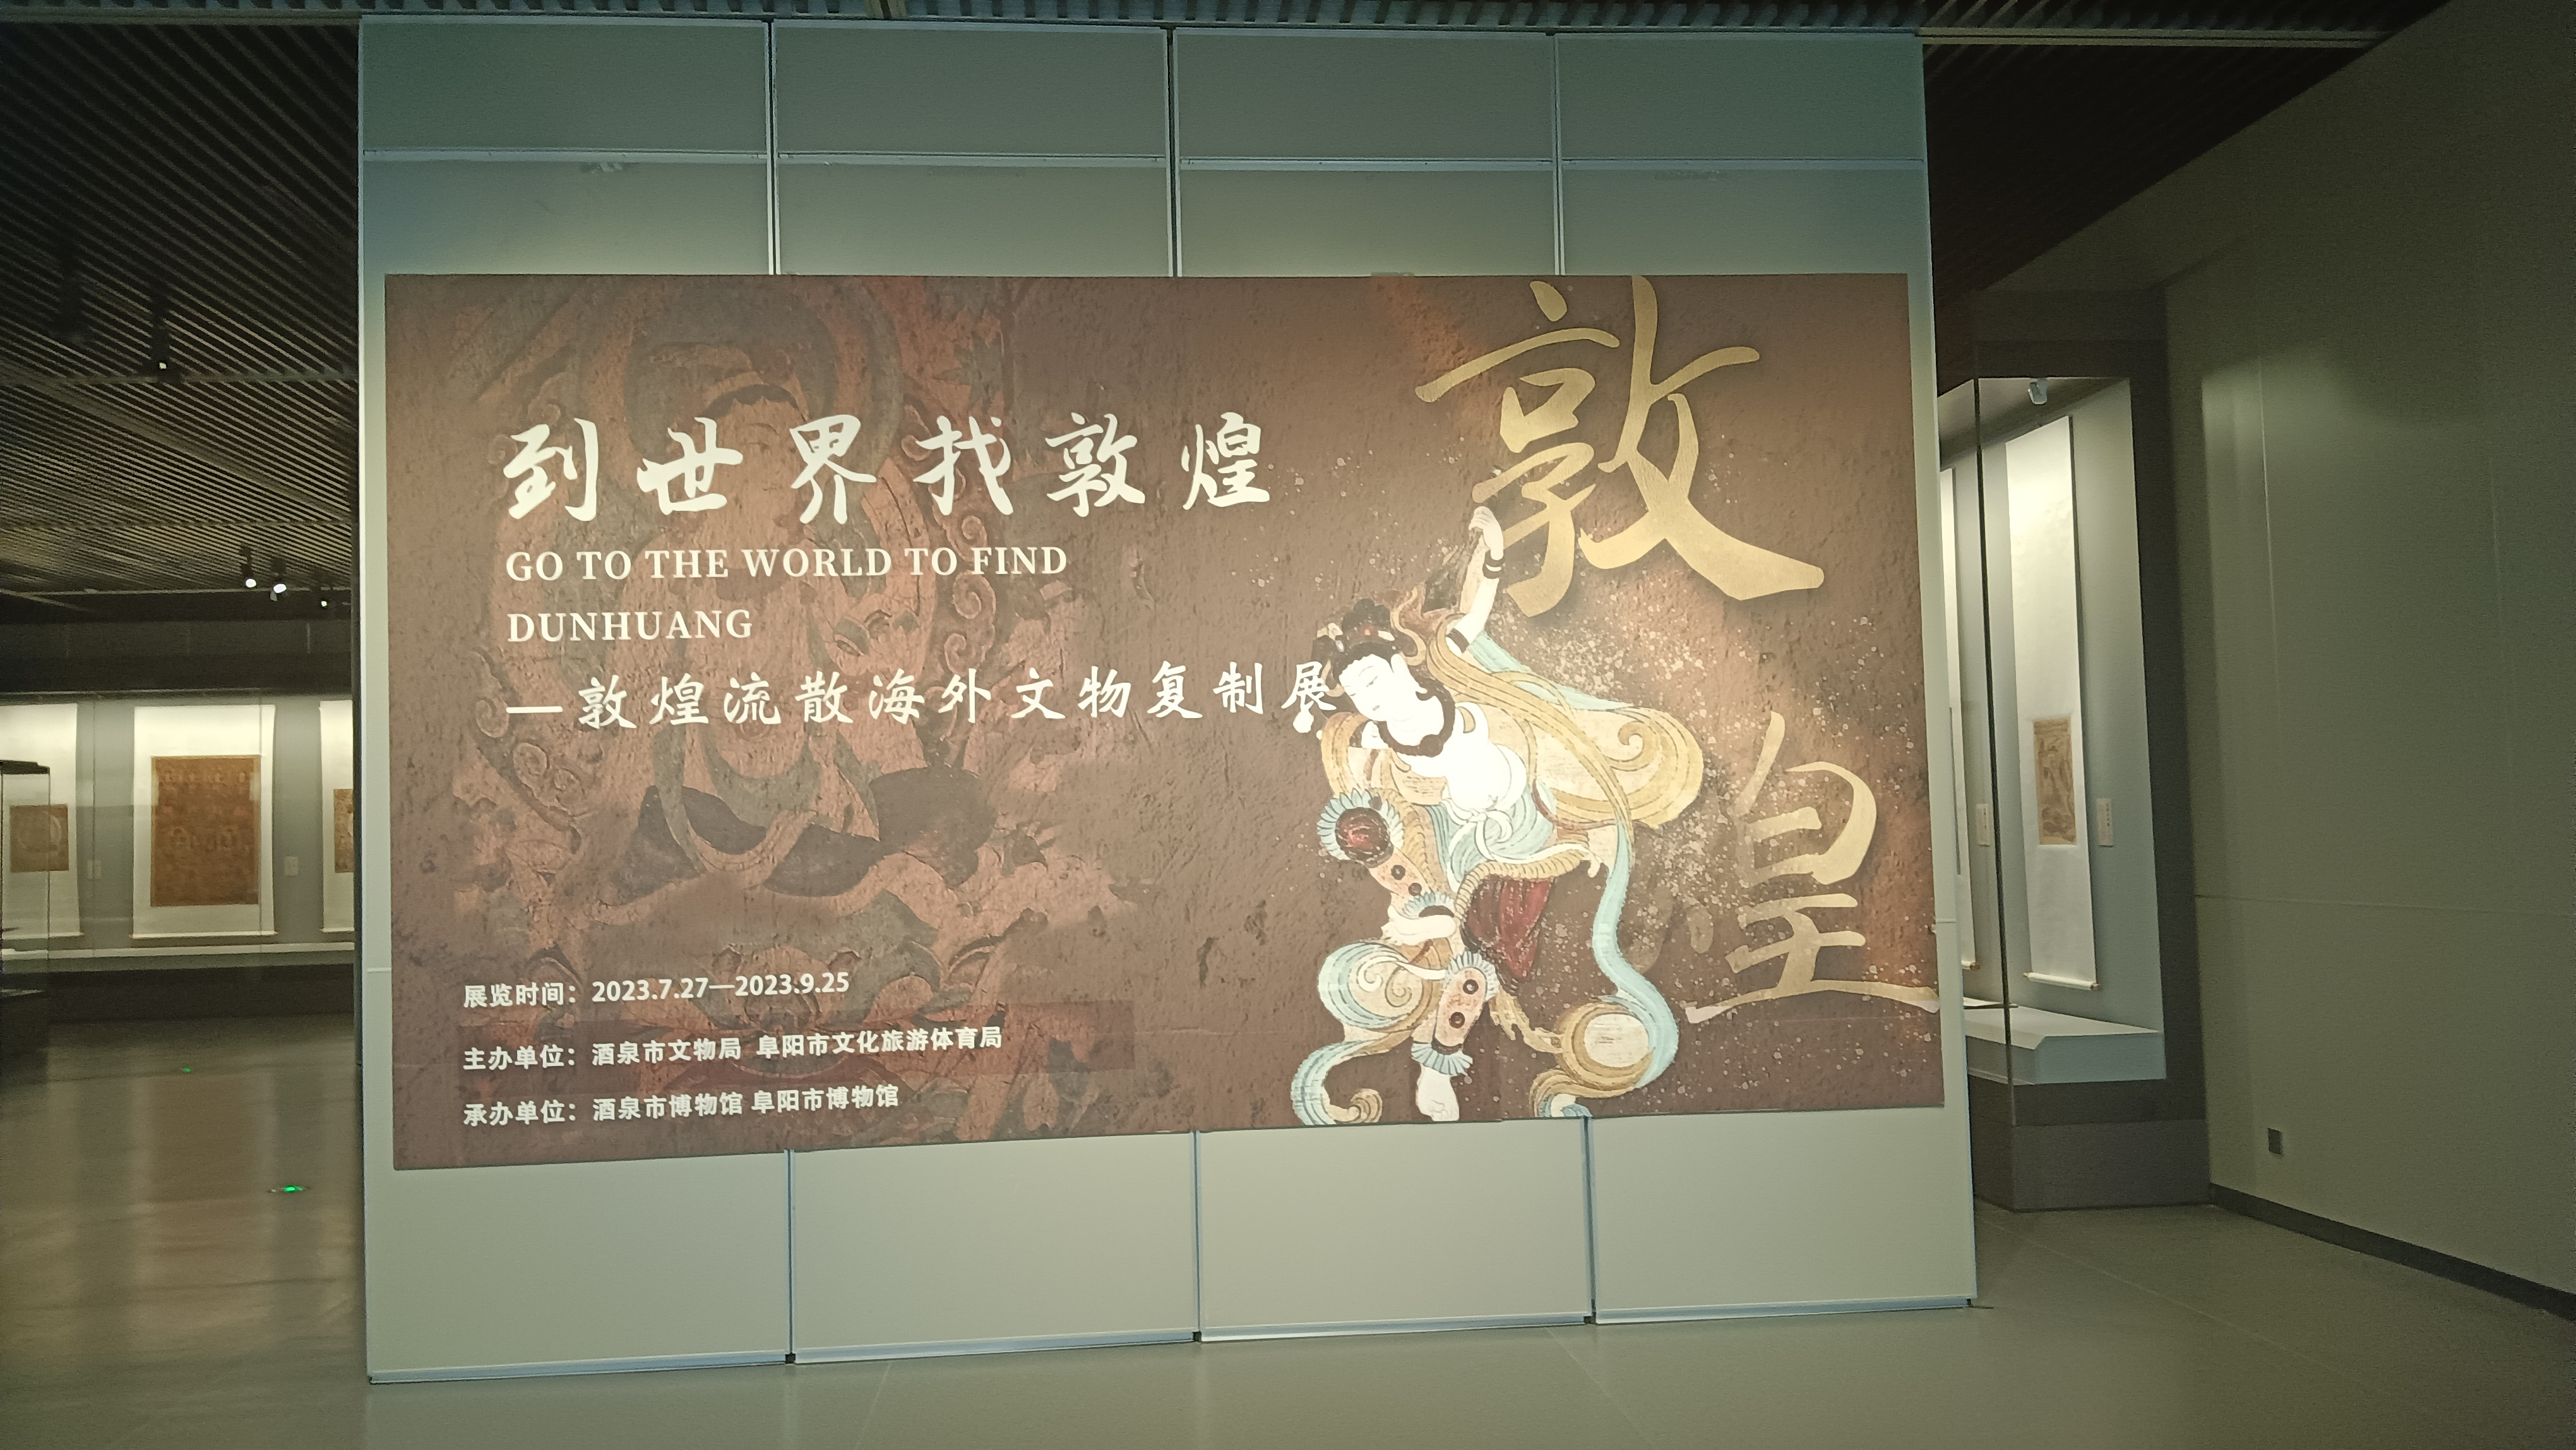 到世界找敦煌
GO TO THE WORLD TO FIND
DUNHUANG
—敦煌流散海外文物复制展
展览时间：2023.7.27—2023.9.25
主办单位：酒泉市文物局 阜阳市文化旅游体育局
承办单位：酒泉市博物馆 阜阳市博物馆
敦
煌